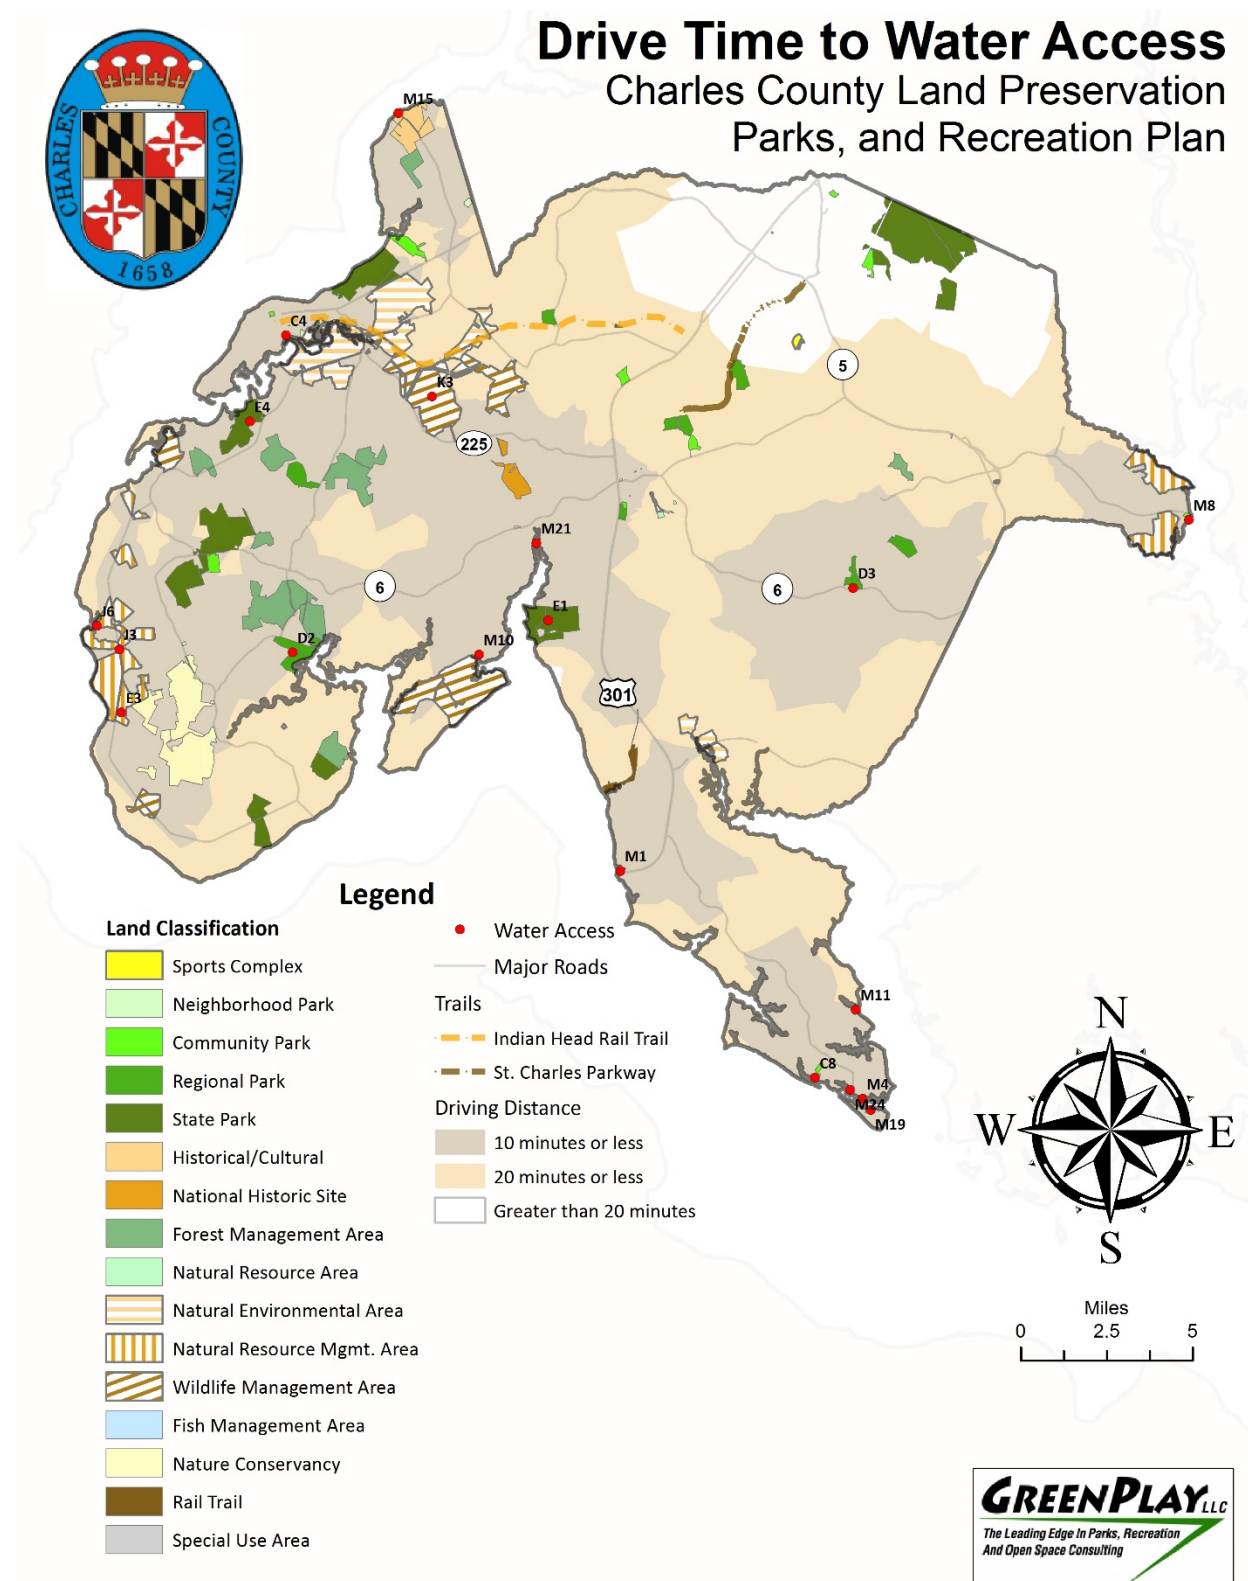 Drive Time to Water Access
Charles County Land Preservation
Parks, and Recreation Plan
CHARLES COUNTY
1658
M15
C4
K3
E4
225
5
M8
M21
6
6
D3
E1
J6
J3
D2
M10
E3
301
M1
M11
C8
M4
M24
M19
Legend
Land Classification
Sports Complex
Neighborhood Park
Community Park
Regional Park
State Park
Historical/Cultural
National Historic Site
Forest Management Area
Natural Resource Area
Natural Environmental Area
Natural Resource Mgmt. Area
Wildlife Management Area
Fish Management Area
Nature Conservancy
Rail Trail
Special Use Area
Water Access
Major Roads
Trails
Indian Head Rail Trail
St. Charles Parkway
Driving Distance
10 minutes or less
20 minutes or less
Greater than 20 minutes
N
W E
S
Miles
0 2.5 5
GREENPLAY LLC
The Leading Edge In Parks, Recreation
And Open Space Consulting